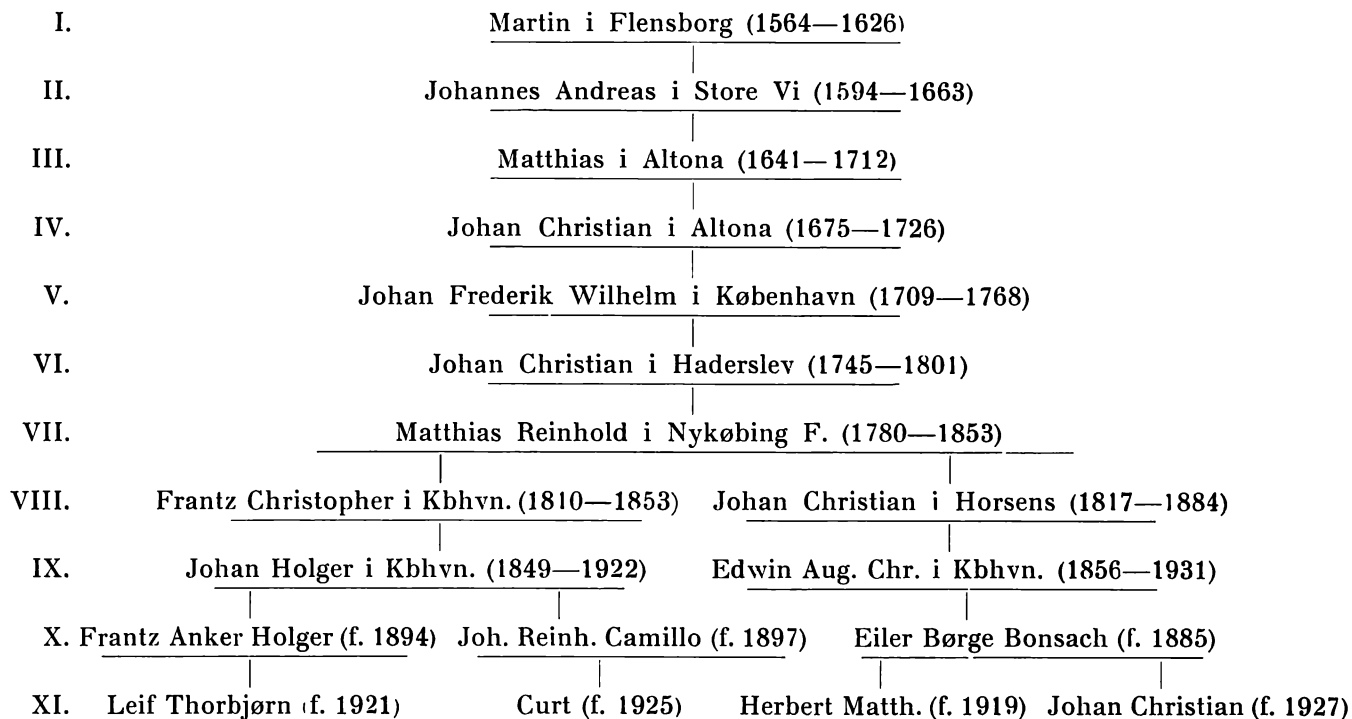 I. Martin i Flensborg (1564—1626)
II. Johannes Andreas i Store Vi (1594—1663)
III. Matthias i Altona (1641—1712)
IV. Johan Christian i Altona (1675—1726)
V. Johan Frederik Wilhelm i København (1709—1768)
VI. Johan Christian i Haderslev (1745—1801)
VII. Matthias Reinhold i Nykøbing F. (1780—1853)
VIII. Frantz Christopher i Kbhvn. (1810—1853) Johan Christian i Horsens (1817—1884)
IX. Johan Holger i Kbhvn. (1849—1922) Edwin Aug. Chr. i Kbhvn. (1856—1931)
X. Frantz Anker Holger (f. 1894) Joh. Reinh. Camillo (f. 1897) Eiler Børge Bonsach (f. 1885)
XI. Leif Thorbjørn (f. 1921) Curt (f. 1925) Herbert Matth. (f. 1919) Johan Christian (f. 1927)